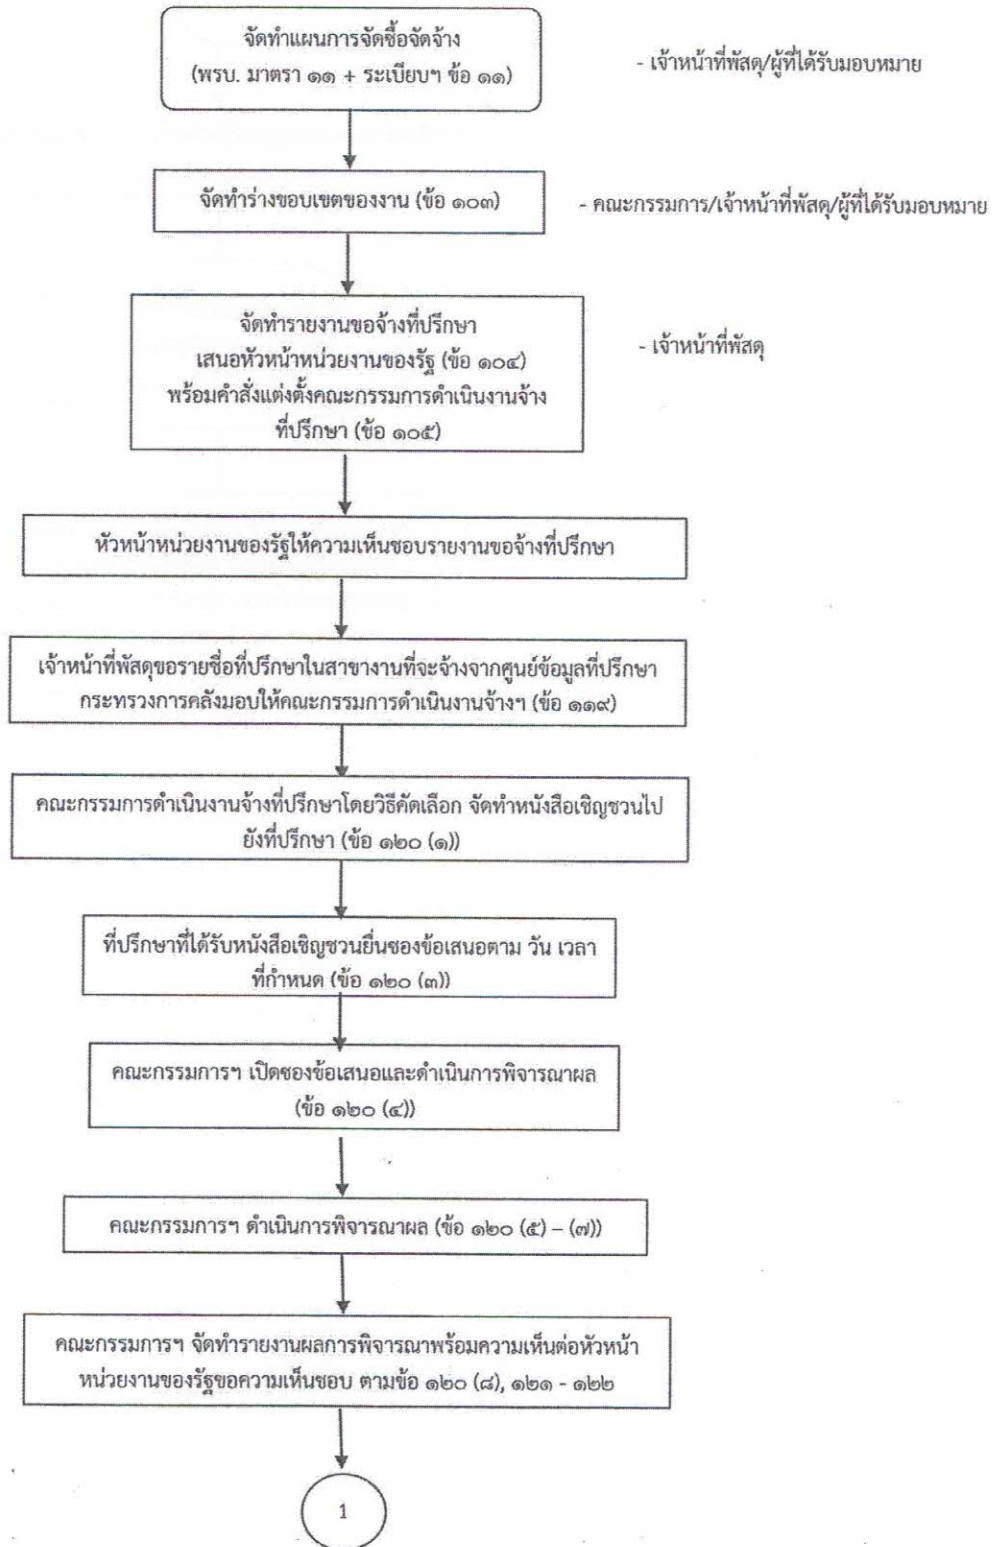 จัดทำแผนการจัดซื้อจัดจ้าง
(พรบ. มาตรา ๑๑ + ระเบียบฯ ข้อ ๑๑)
- เจ้าหน้าที่พัสดุ/ผู้ที่ได้รับมอบหมาย
จัดทำร่างขอบเขตของงาน (ข้อ ๑๐๓)
- คณะกรรมการ/เจ้าหน้าที่พัสดุ/ผู้ที่ได้รับมอบหมาย
จัดทำรายงานขอจ้างที่ปรึกษา
เสนอหัวหน้าหน่วยงานของรัฐ (ข้อ ๑๐๔)
พร้อมคำสั่งแต่งตั้งคณะกรรมการดำเนินงานจ้าง
ที่ปรึกษา (ข้อ ๑๐๕)
- เจ้าหน้าที่พัสดุ
หัวหน้าหน่วยงานของรัฐให้ความเห็นชอบรายงานขอจ้างที่ปรึกษา
เจ้าหน้าที่พัสดุขอรายชื่อที่ปรึกษาในสาขางานที่จะจ้างจากศูนย์ข้อมูลที่ปรึกษา
กระทรวงการคลังมอบให้คณะกรรมการดำเนินงานจ้างฯ (ข้อ ๑๑๙)
คณะกรรมการดำเนินงานจ้างที่ปรึกษาโดยวิธีคัดเลือก จัดทำหนังสือเชิญชวนไป
ยังที่ปรึกษา (ข้อ ๑๒๐ (๑))
ที่ปรึกษาที่ได้รับหนังสือเชิญชวนยื่นซองข้อเสนอตาม วัน เวลา
ที่กำหนด (ข้อ ๑๒๐ (๓))
คณะกรรมการฯ เปิดซองข้อเสนอและดำเนินการพิจารณาผล
(ข้อ ๑๒๐ (๔))
คณะกรรมการฯ ดำเนินการพิจารณาผล (ข้อ ๑๒๐ (๕) – (๗))
คณะกรรมการฯ จัดทำรายงานผลการพิจารณาพร้อมความเห็นต่อหัวหน้า
หน่วยงานของรัฐขอความเห็นชอบ ตามข้อ ๑๒๐ (๘), ๑๒๑ - ๑๒๒
1